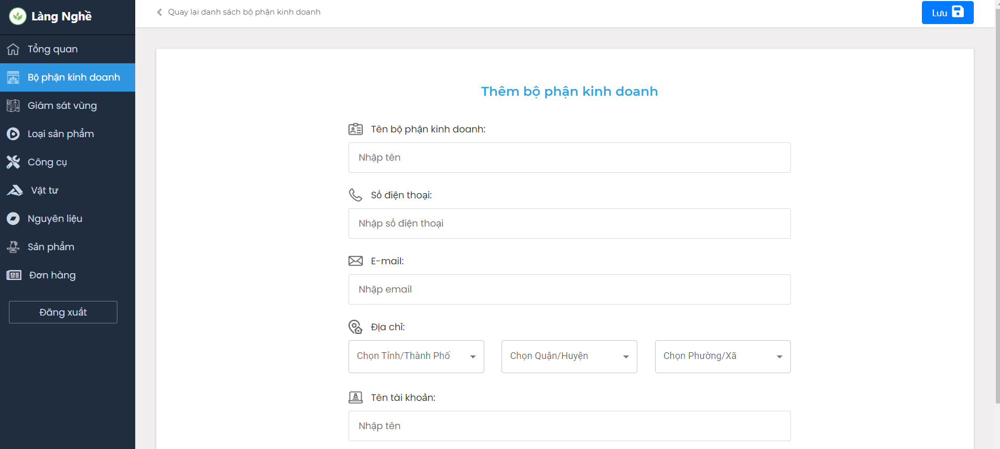 Làng Nghề
Tổng quan
Bộ phận kinh doanh
Giám sát vùng
Loại sản phẩm
Công cụ
Vật tư
Nguyên liệu
Sản phẩm
Đơn hàng
Đăng xuất
Quay lại danh sách bộ phận kinh doanh
Lưu
Thêm bộ phận kinh doanh
Tên bộ phận kinh doanh:
Nhập tên
Số điện thoại:
Nhập số điện thoại
E-mail:
Nhập email
Địa chỉ:
Chọn Tỉnh/Thành Phố Chọn Quận/Huyện Chọn Phường/Xã
Tên tài khoản:
Nhập tên